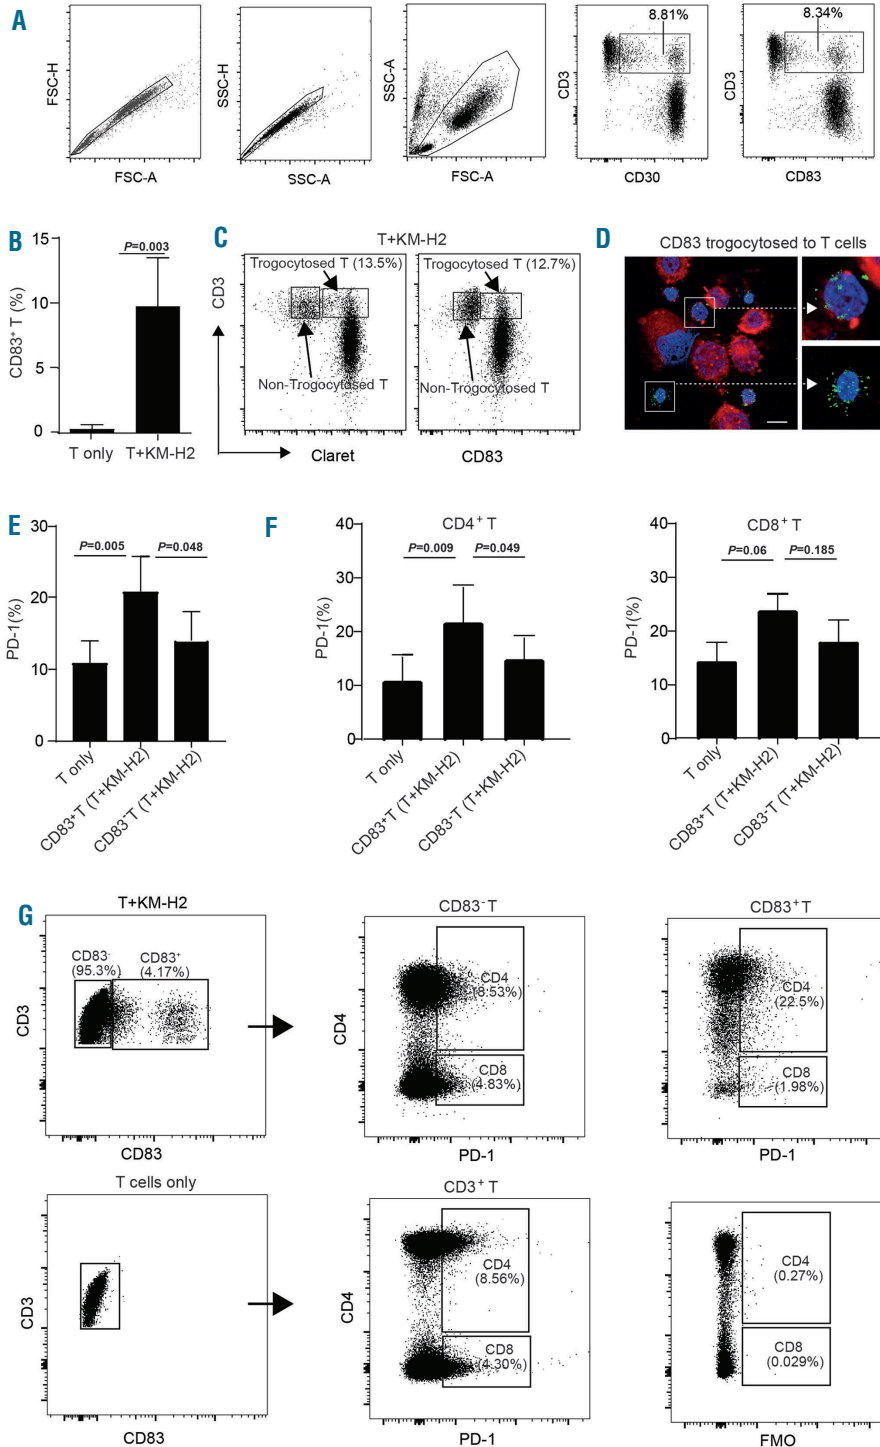 A
FSC-H
FSC-A
SSC-H
SSC-A
SSC-A
FSC-A
8.81%
CD3
CD30
8.34%
CD3
CD83
B
15
10
5
0
CD83+ T (%)
P=0.003
T only
T+KM-H2
C
T+KM-H2
Trogocytosed T (13.5%)
Trogocytosed T (12.7%)
CD3
Non-Trogocytosed T
Non-Trogocytosed T
Claret
CD83
D
CD83 trogocytosed to T cells
E
30
20
10
0
PD-1(%)
P=0.005
P=0.048
T only
CD83+T (T+KM-H2)
CD83-T (T+KM-H2)
F
CD4+ T
40
30
20
10
0
PD-1(%)
P=0.009
P=0.049
T only
CD83+T (T+KM-H2)
CD83-T (T+KM-H2)
CD8+ T
40
30
20
10
0
PD-1(%)
P=0.06
P=0.185
T only
CD83+T (T+KM-H2)
CD83-T (T+KM-H2)
G
T+KM-H2
CD83-
(95.3%)
CD83+
(4.17%)
CD3
CD83
CD83-T
CD4
(8.53%)
CD8
(4.83%)
CD4
PD-1
CD83+T
CD4
(22.5%)
CD8
(1.98%)
PD-1
T cells only
CD3
CD83
CD3+ T
CD4
(8.56%)
CD8
(4.30%)
CD4
PD-1
CD4
(0.27%)
CD8
(0.029%)
FMO